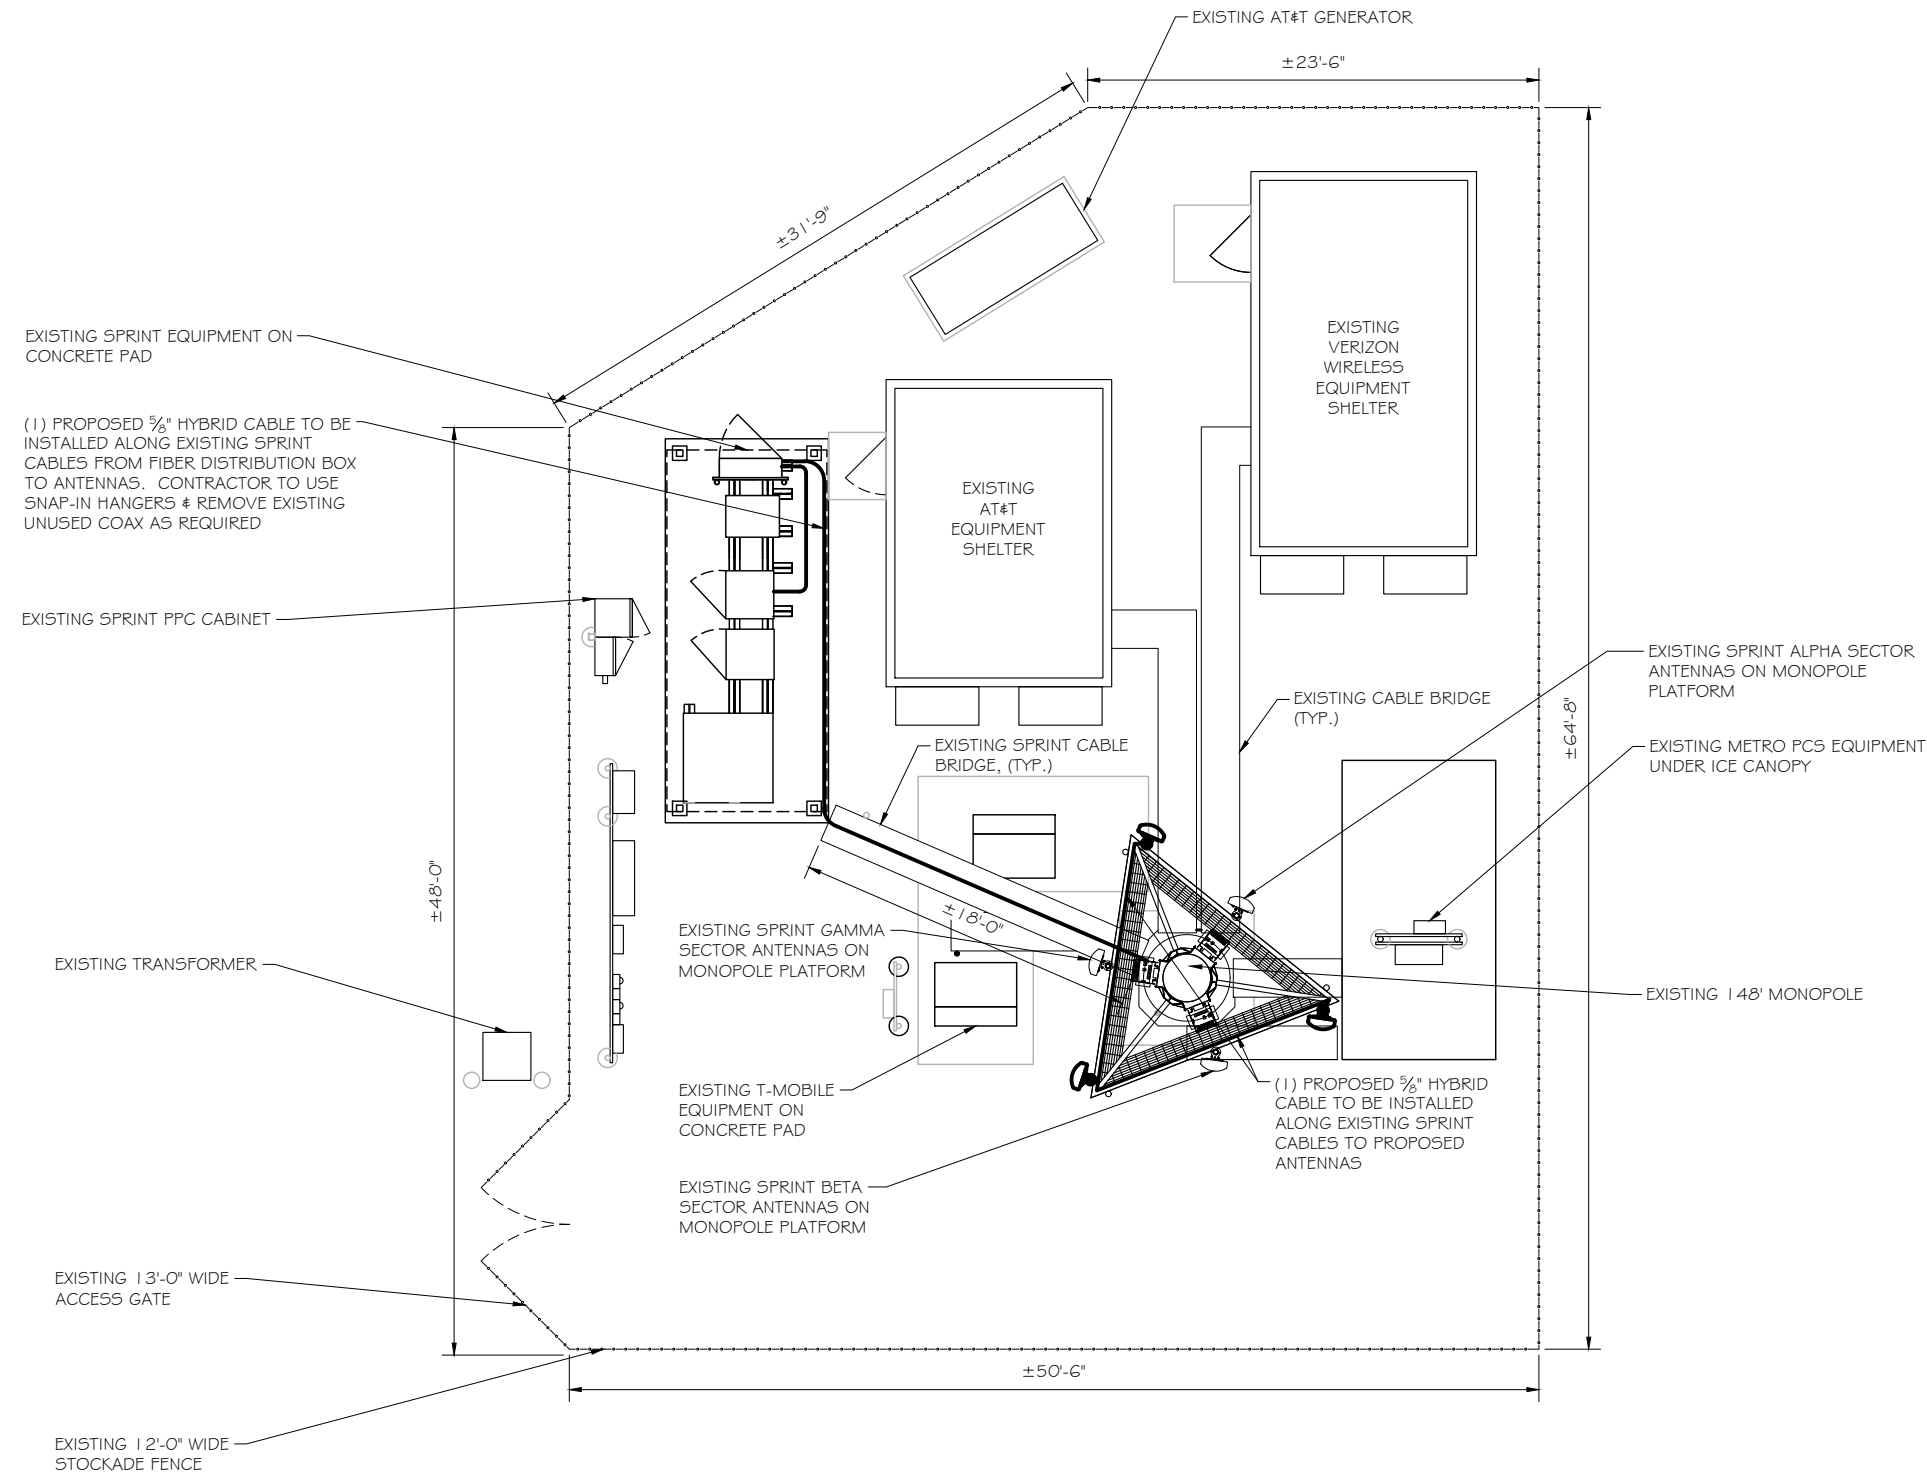 EXISTING AT&T GENERATOR
±23'-6"
±31'-9"
EXISTING SPRINT EQUIPMENT ON
CONCRETE PAD
EXISTING
VERIZON
WIRELESS
EQUIPMENT
SHELTER
(1) PROPOSED 5/8" HYBRID CABLE TO BE
INSTALLED ALONG EXISTING SPRINT
CABLES FROM FIBER DISTRIBUTION BOX
TO ANTENNAS. CONTRACTOR TO USE
SNAP-IN HANGERS & REMOVE EXISTING
UNUSED COAX AS REQUIRED
EXISTING
AT&T
EQUIPMENT
SHELTER
EXISTING SPRINT PPC CABINET
EXISTING SPRINT ALPHA SECTOR
ANTENNAS ON MONOPOLE
PLATFORM
EXISTING CABLE BRIDGE
(TYP.)
±64'-8"
EXISTING SPRINT CABLE
BRIDGE, (TYP.)
EXISTING METRO PCS EQUIPMENT
UNDER ICE CANOPY
±48'-0"
±18'-0"
EXISTING SPRINT GAMMA
SECTOR ANTENNAS ON
MONOPOLE PLATFORM
EXISTING TRANSFORMER
EXISTING 148' MONOPOLE
EXISTING T-MOBILE
EQUIPMENT ON
CONCRETE PAD
(1) PROPOSED 5/8" HYBRID
CABLE TO BE INSTALLED
ALONG EXISTING SPRINT
CABLES TO PROPOSED
ANTENNAS
EXISTING SPRINT BETA
SECTOR ANTENNAS ON
MONOPOLE PLATFORM
EXISTING 13'-0" WIDE
ACCESS GATE
±50'-6"
EXISTING 12'-0" WIDE
STOCKADE FENCE